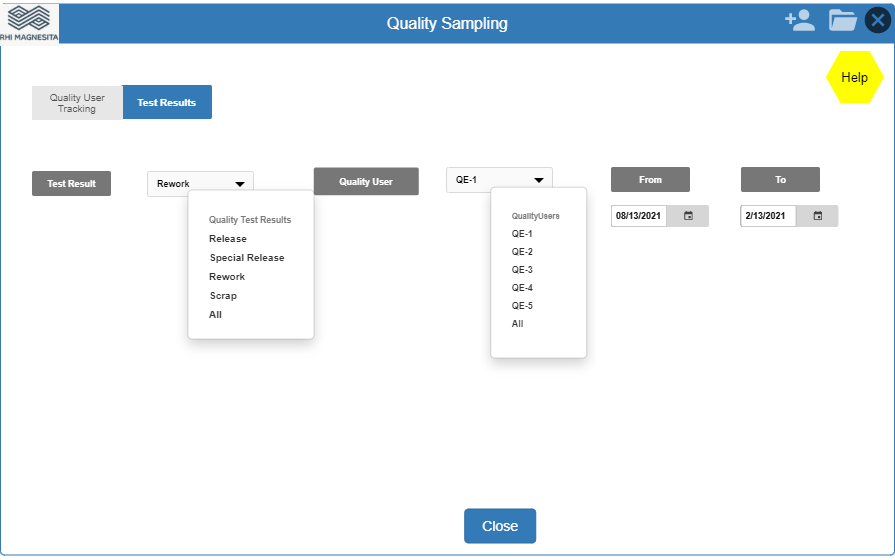 RHI MAGNESITA
Quality Sampling
Help
Quality User
Tracking
Test Results
Test Result
Rework
Quality User
QE-1
From
To
08/13/2021
2/13/2021
Quality Test Results
Release
Special Release
Rework
Scrap
All
QualityUsers
QE-1
QE-2
QE-3
QE-4
QE-5
All
Close